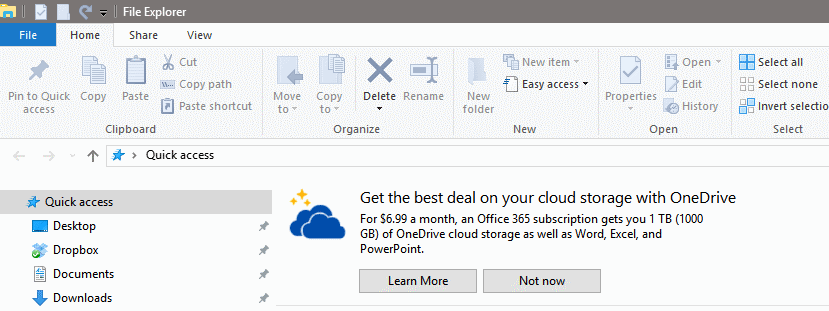 File Explorer
File Home Share View
Pin to Quick access
Copy
Paste
Cut
Copy path
Paste shortcut
Clipboard
Move to
Copy to
Delete
Rename
Organize
New folder
New item
Easy access
New
Properties
Open
Edit
History
Open
Select all
Select none
Invert selectio
Select
Quick access
Quick access
Desktop
Dropbox
Documents
Downloads
Get the best deal on your cloud storage with OneDrive
For $6.99 a month, an Office 365 subscription gets you 1 TB (1000
GB) of OneDrive cloud storage as well as Word, Excel, and
PowerPoint.
Learn More Not now